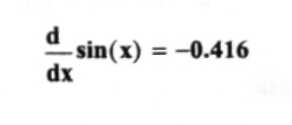 d/dx sin(x) = -0.416